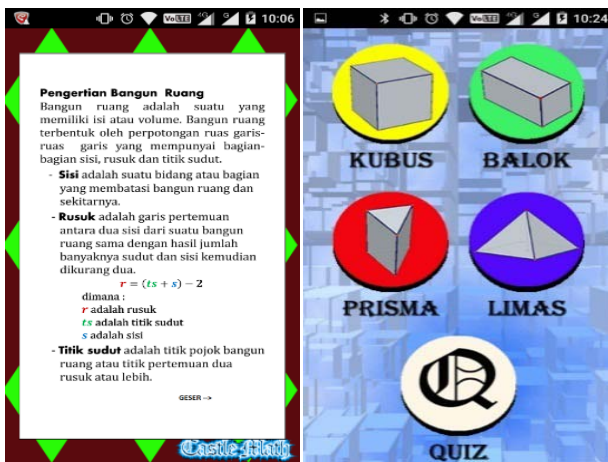 10:06
Pengertian Bangun Ruang
Bangun ruang adalah suatu yang
memiliki isi atau volume. Bangun ruang
terbentuk oleh perpotongan ruas garis-
ruas garis yang mempunyai bagian-
bagian sisi, rusuk dan titik sudut.
- Sisi adalah suatu bidang atau bagian
yang membatasi bangun ruang dan
sekitarnya.
- Rusuk adalah garis pertemuan
antara dua sisi dari suatu bangun
ruang sama dengan hasil jumlah
banyaknya sudut dan sisi kemudian
dikurang dua.
r = (ts + s) − 2
dimana :
r adalah rusuk
ts adalah titik sudut
s adalah sisi
- Titik sudut adalah titik pojok bangun
ruang atau titik pertemuan dua
rusuk atau lebih.
GESER -->
Castle Math
10:24
KUBUS BALOK
PRISMA LIMAS
Q
QUIZ